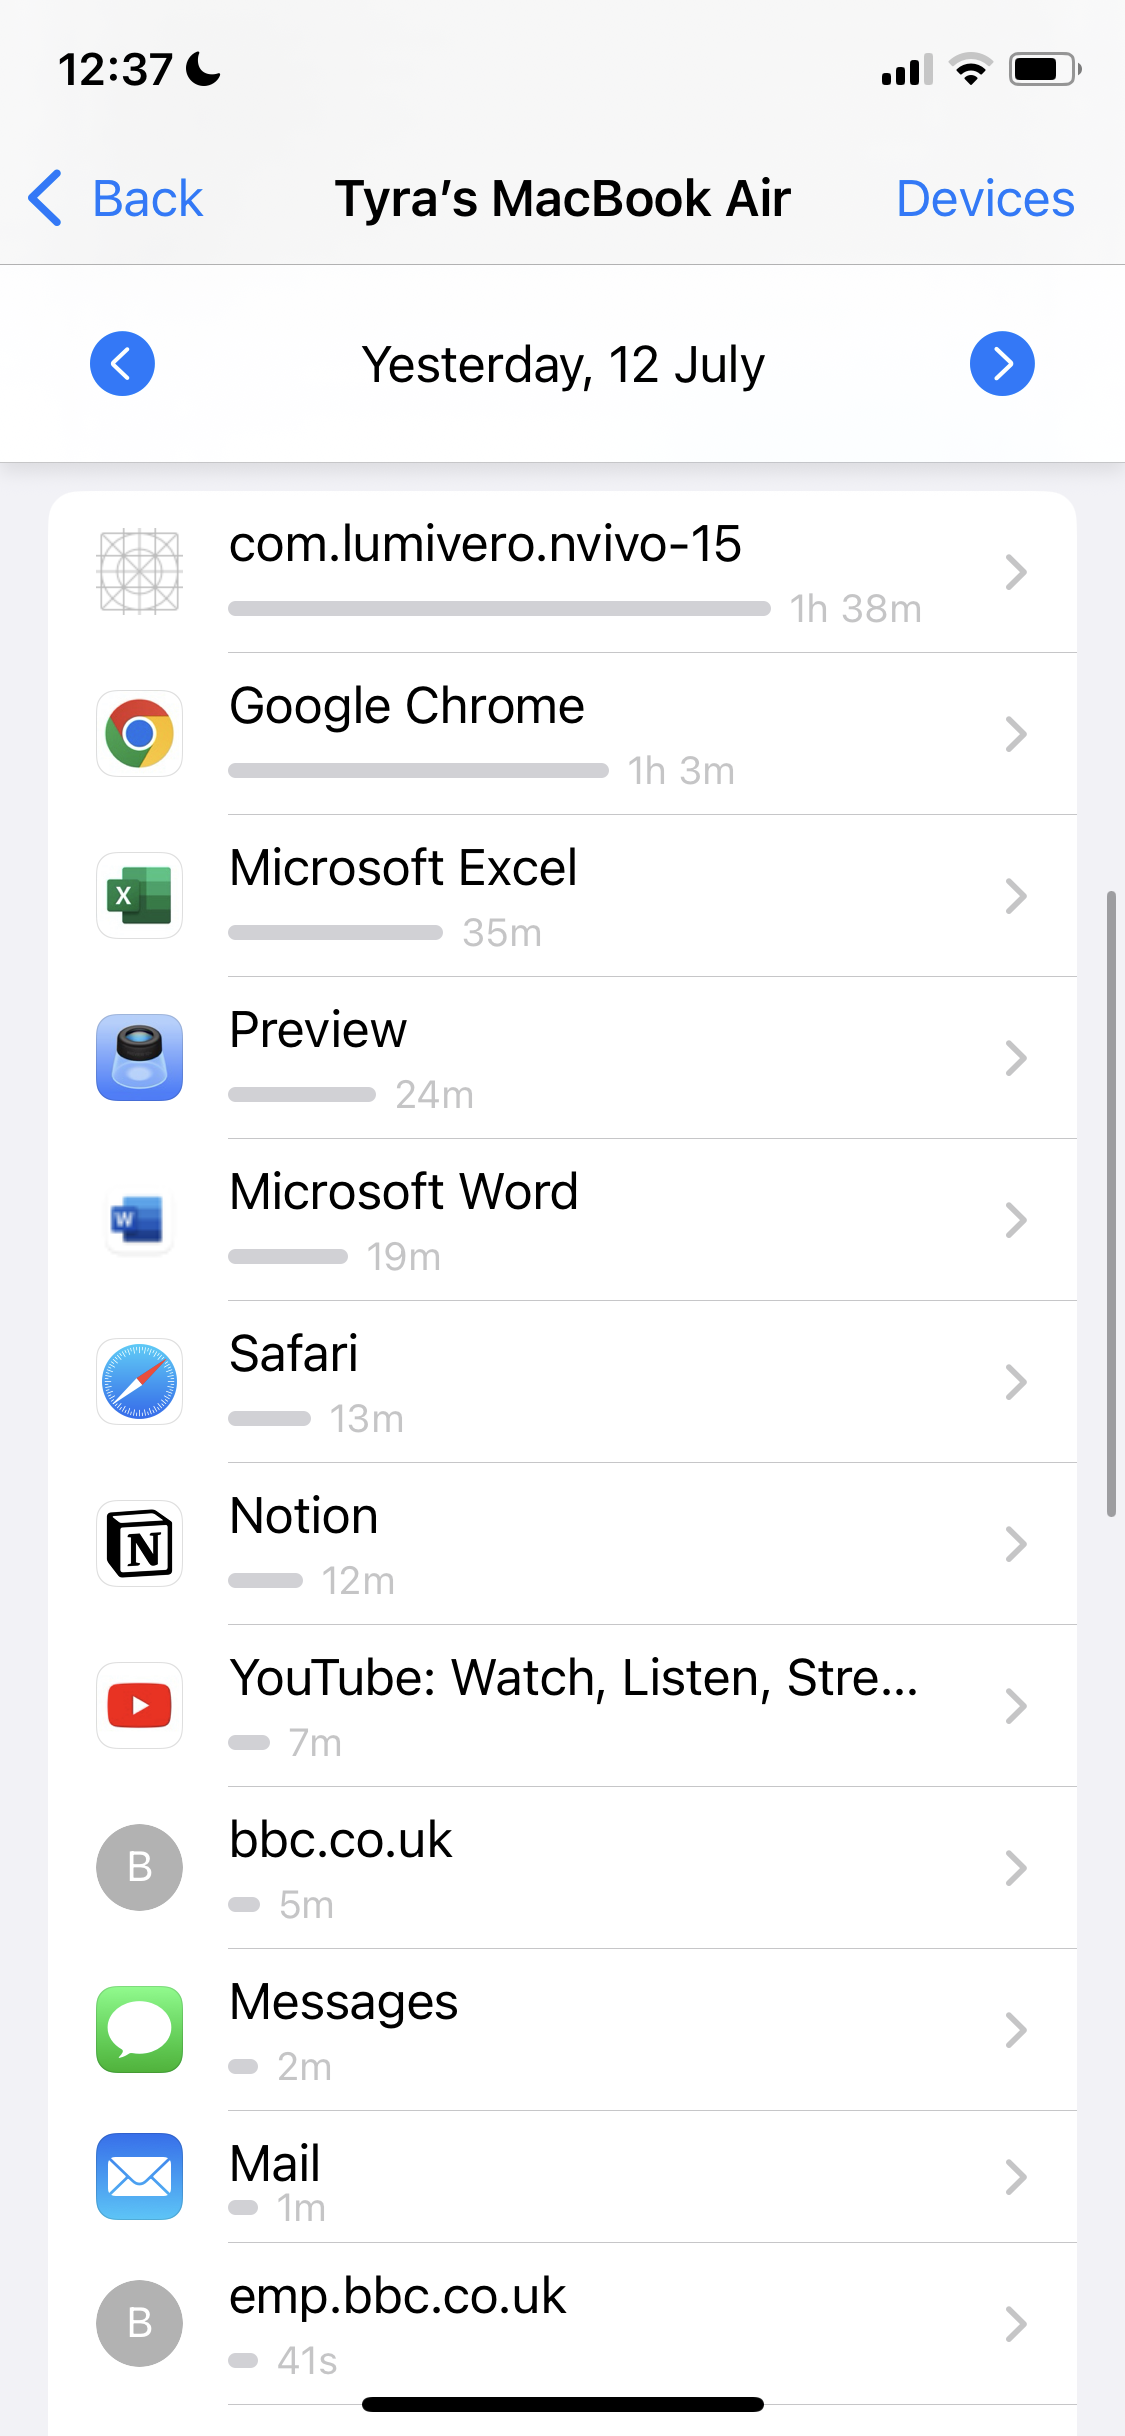 12:37
Back Tyra's MacBook Air Devices
Yesterday, 12 July
com.lumivero.nvivo-15
1h 38m
Google Chrome
1h 3m
X
Microsoft Excel
35m
Preview
24m
W
Microsoft Word
19m
Safari
13m
N
Notion
12m
YouTube: Watch, Listen, Stre...
7m
B
bbc.co.uk
5m
Messages
2m
Mail
1m
B
emp.bbc.co.uk
41s